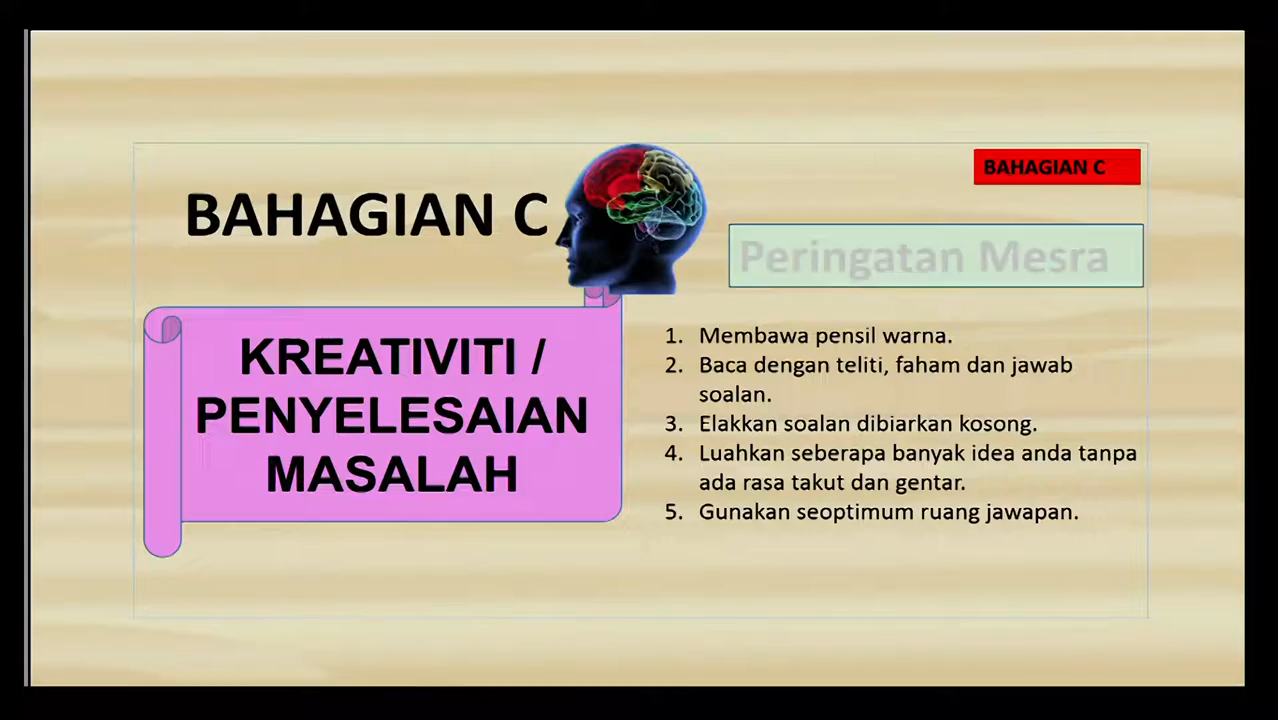 BAHAGIAN C
KREATIVITI /
PENYELESAIAN
MASALAH
BAHAGIAN C
Peringatan Mesra
1. Membawa pensil warna.
2. Baca dengan teliti, faham dan jawab
soalan.
3. Elakkan soalan dibiarkan kosong.
4. Luahkan seberapa banyak idea anda tanpa
ada rasa takut dan gentar.
5. Gunakan seoptimum ruang jawapan.